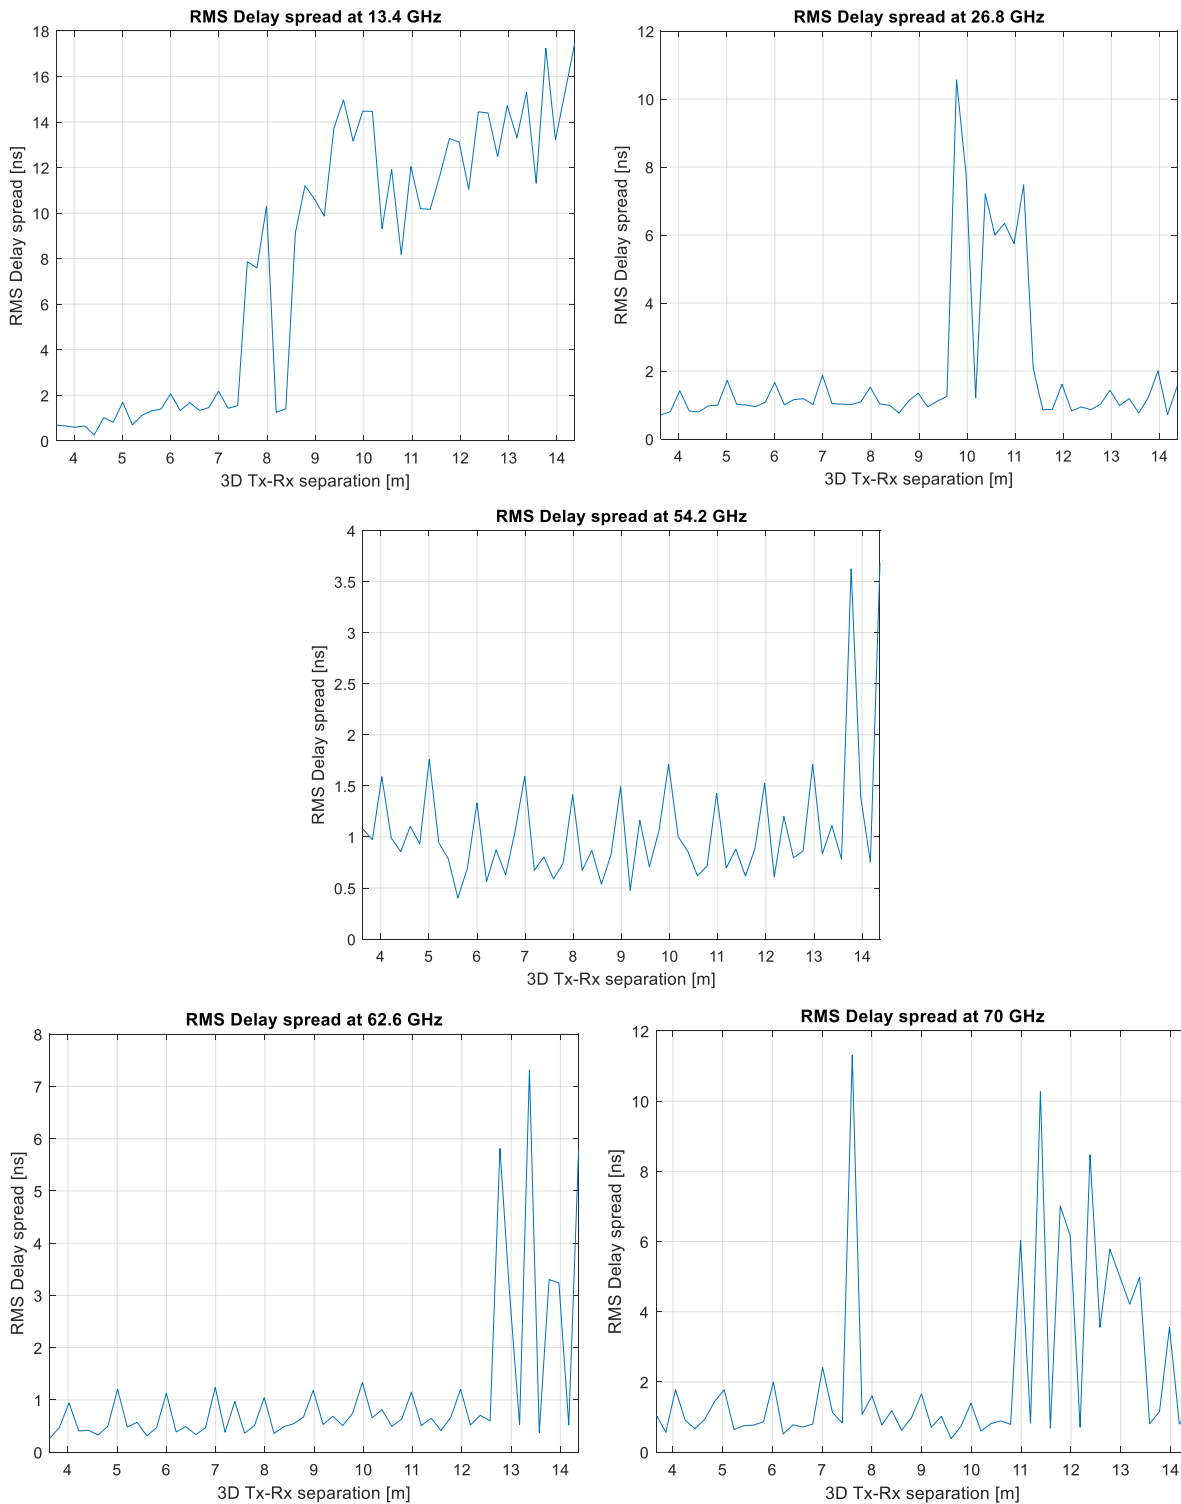 RMS Delay spread at 13.4 GHz
RMS Delay spread [ns]
18
16
14
12
10
8
6
4
2
0
4 5 6 7 8 9 10 11 12 13 14
3D Tx-Rx separation [m]
RMS Delay spread at 26.8 GHz
RMS Delay spread [ns]
12
10
8
6
4
2
0
4 5 6 7 8 9 10 11 12 13 14
3D Tx-Rx separation [m]
RMS Delay spread at 54.2 GHz
RMS Delay spread [ns]
4
3.5
3
2.5
2
1.5
1
0.5
0
4 5 6 7 8 9 10 11 12 13 14
3D Tx-Rx separation [m]
RMS Delay spread at 62.6 GHz
RMS Delay spread [ns]
8
7
6
5
4
3
2
1
0
4 5 6 7 8 9 10 11 12 13 14
3D Tx-Rx separation [m]
RMS Delay spread at 70 GHz
RMS Delay spread [ns]
12
10
8
6
4
2
0
4 5 6 7 8 9 10 11 12 13 14
3D Tx-Rx separation [m]